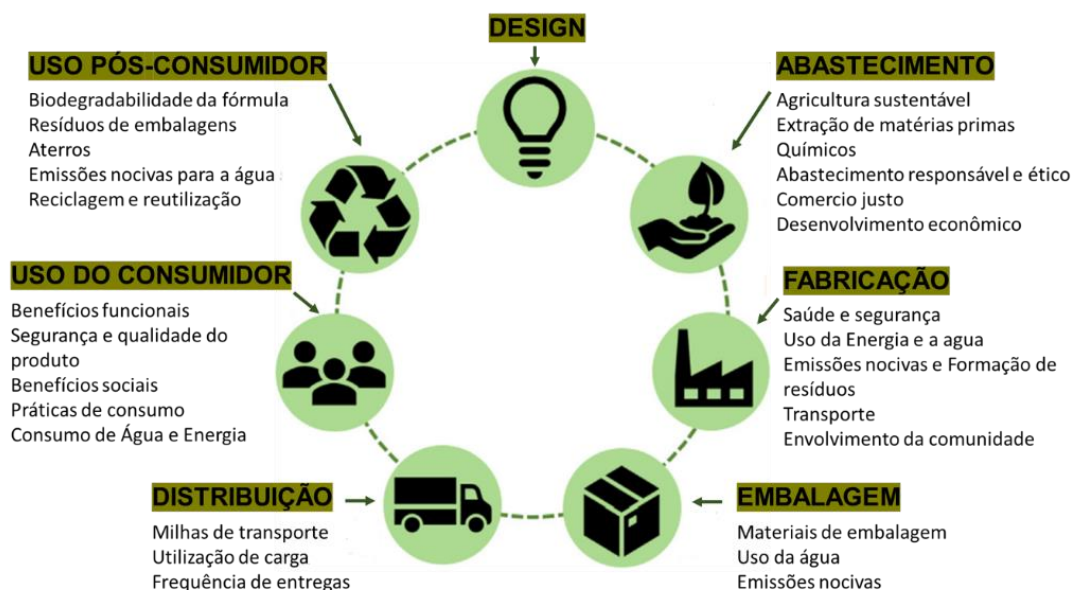 DESIGN
ABASTECIMENTO
Agricultura sustentável
Extração de matérias primas
Químicos
Abastecimento responsável e ético
Comercio justo
Desenvolvimento econômico
FABRICAÇÃO
Saúde e segurança
Uso da Energia e a agua
Emissões nocivas e Formação de
resíduos
Transporte
Envolvimento da comunidade
EMBALAGEM
Materiais de embalagem
Uso da água
Emissões nocivas
DISTRIBUIÇÃO
Milhas de transporte
Utilização de carga
Frequência de entregas
USO DO CONSUMIDOR
Benefícios funcionais
Segurança e qualidade do
produto
Benefícios sociais
Práticas de consumo
Consumo de Água e Energia
USO PÓS-CONSUMIDOR
Biodegradabilidade da fórmula
Resíduos de embalagens
Aterros
Emissões nocivas para a água
Reciclagem e reutilização